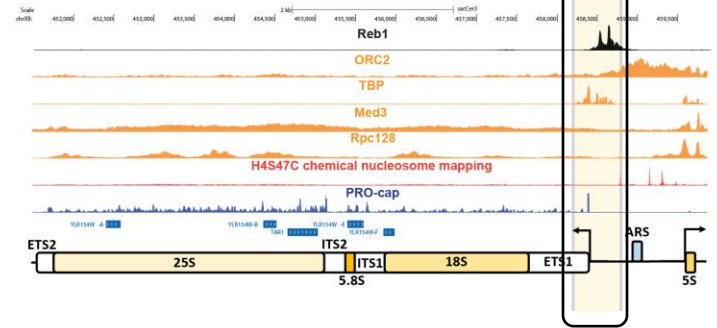 Scale 2 kb sacCer3
chrXII: 452,000 452,500 453,000 453,500 454,000 454,500 455,000 455,500 456,000 456,500 457,000 457,500 458,000 458,500 459,000 459,500
Reb1
ORC2
TBP
Med3
Rpc128
H4S47C chemical nucleosome mapping
PRO-cap
YLR154W-A YLR154W-B YLR154W-E
TAR1 YLR154W-F
ETS2 ITS2 ARS
25S ITS1 18S ETS1
5.8S 5S